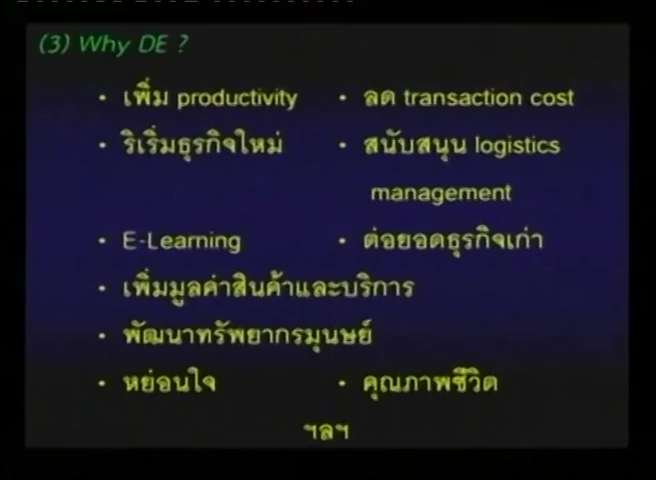 (3) Why DE ?
• เพิ่ม productivity • ลด transaction cost
• ริเริ่มธุรกิจใหม่ • สนับสนุน logistics
management
• E-Learning • ต่อยอดธุรกิจเก่า
• เพิ่มมูลค่าสินค้าและบริการ
• พัฒนาทรัพยากรมุนษย์
• หย่อนใจ • คุณภาพชีวิต
ฯลฯ